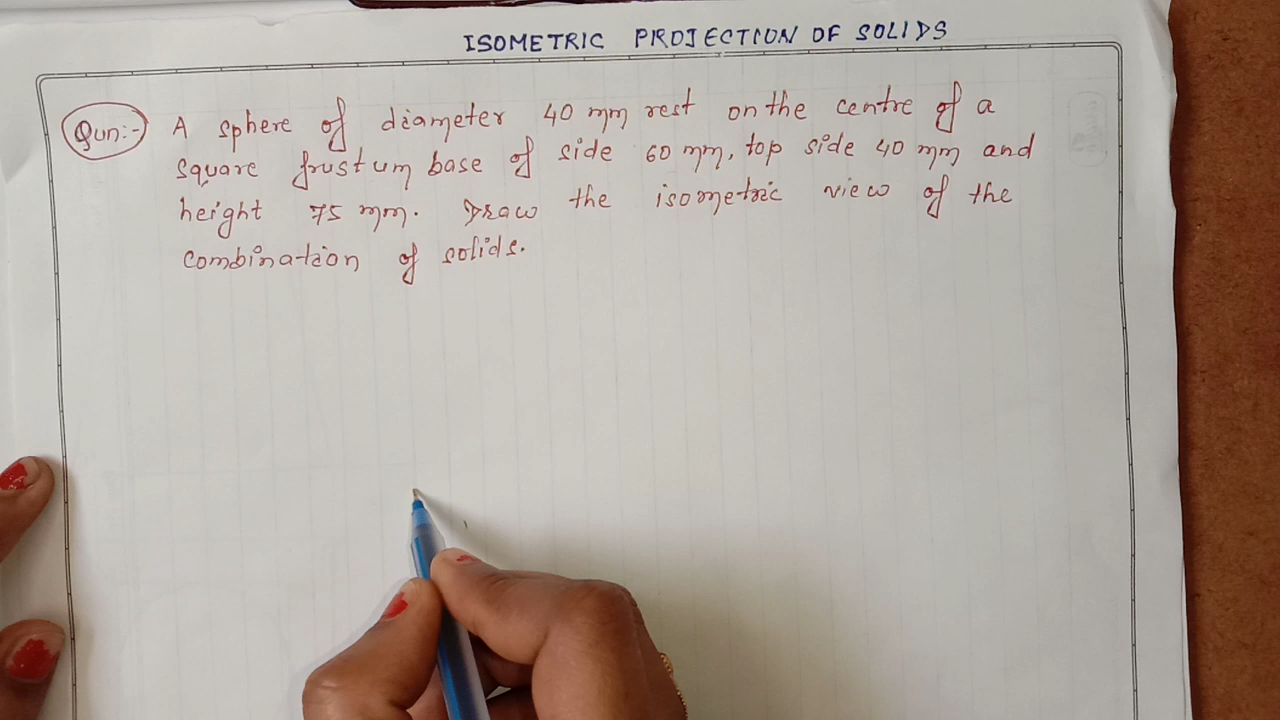 ISOMETRIC PROJECTION OF SOLIDS
Qun:- A sphere of diameter 40 mm rest on the centre of a
square frustum base of side 60 mm, top side 40 mm and
height 75 mm. Draw the isometric view of the
combination of solids.